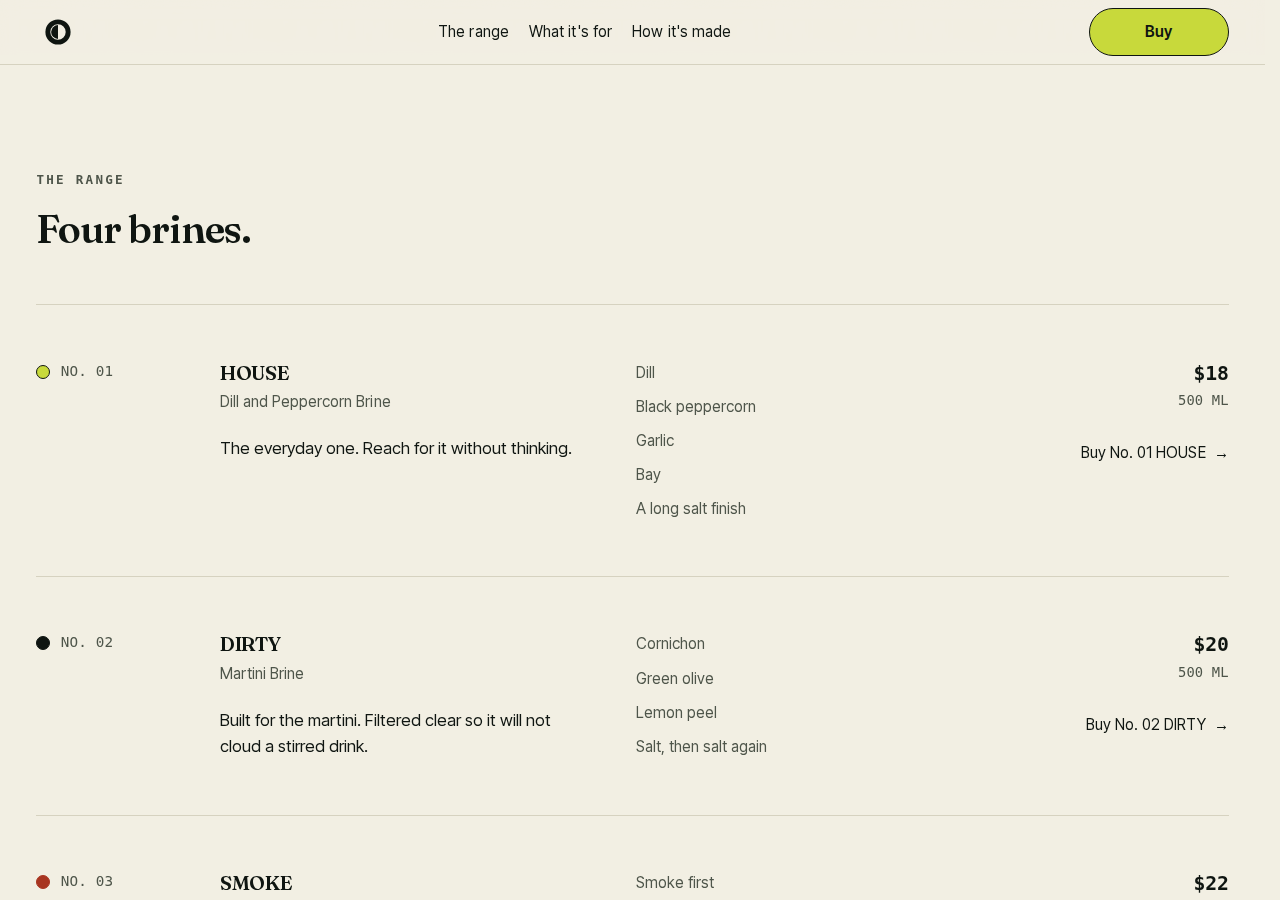 The range What it's for How it's made Buy
THE RANGE
Four brines.
NO. 01
HOUSE
Dill and Peppercorn Brine
The everyday one. Reach for it without thinking.
Dill
Black peppercorn
Garlic
Bay
A long salt finish
$18
500 ML
Buy No. 01 HOUSE →
NO. 02
DIRTY
Martini Brine
Built for the martini. Filtered clear so it will not
cloud a stirred drink.
Cornichon
Green olive
Lemon peel
Salt, then salt again
$20
500 ML
Buy No. 02 DIRTY →
NO. 03
SMOKE
Smoke first
$22